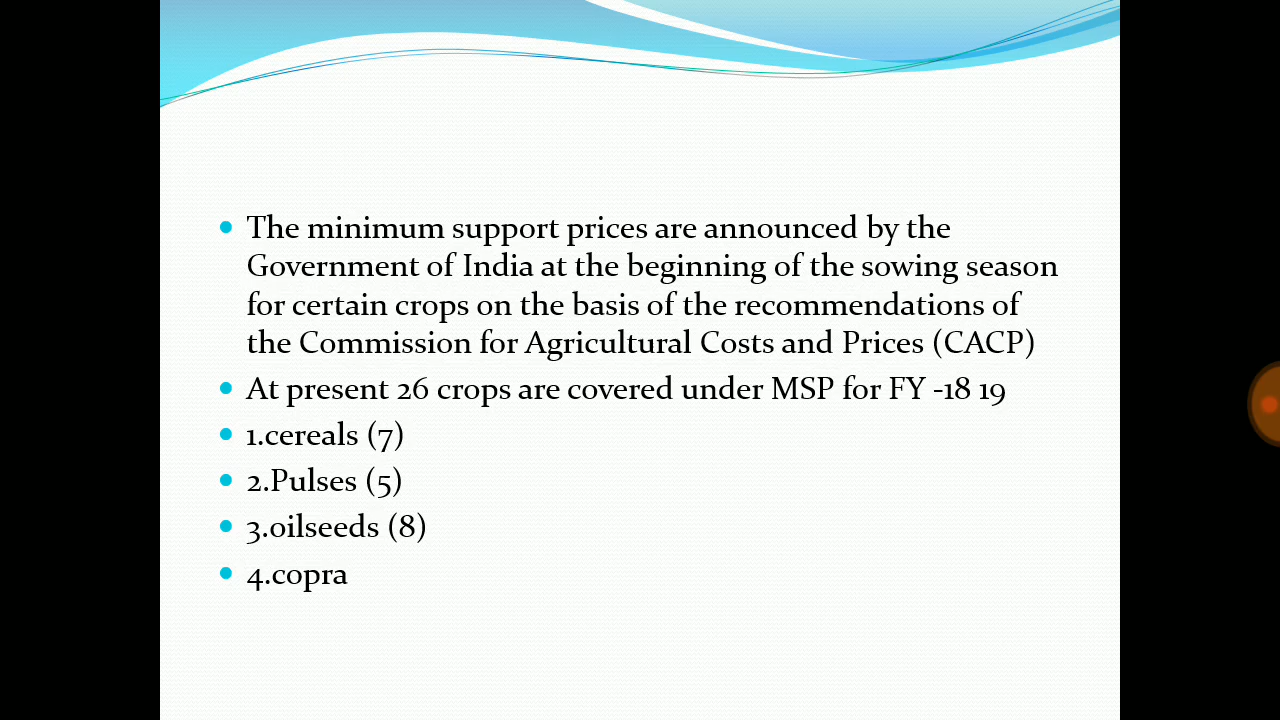 The minimum support prices are announced by the
Government of India at the beginning of the sowing season
for certain crops on the basis of the recommendations of
the Commission for Agricultural Costs and Prices (CACP)
At present 26 crops are covered under MSP for FY -18 19
1.cereals (7)
2.Pulses (5)
3.oilseeds (8)
4.copra